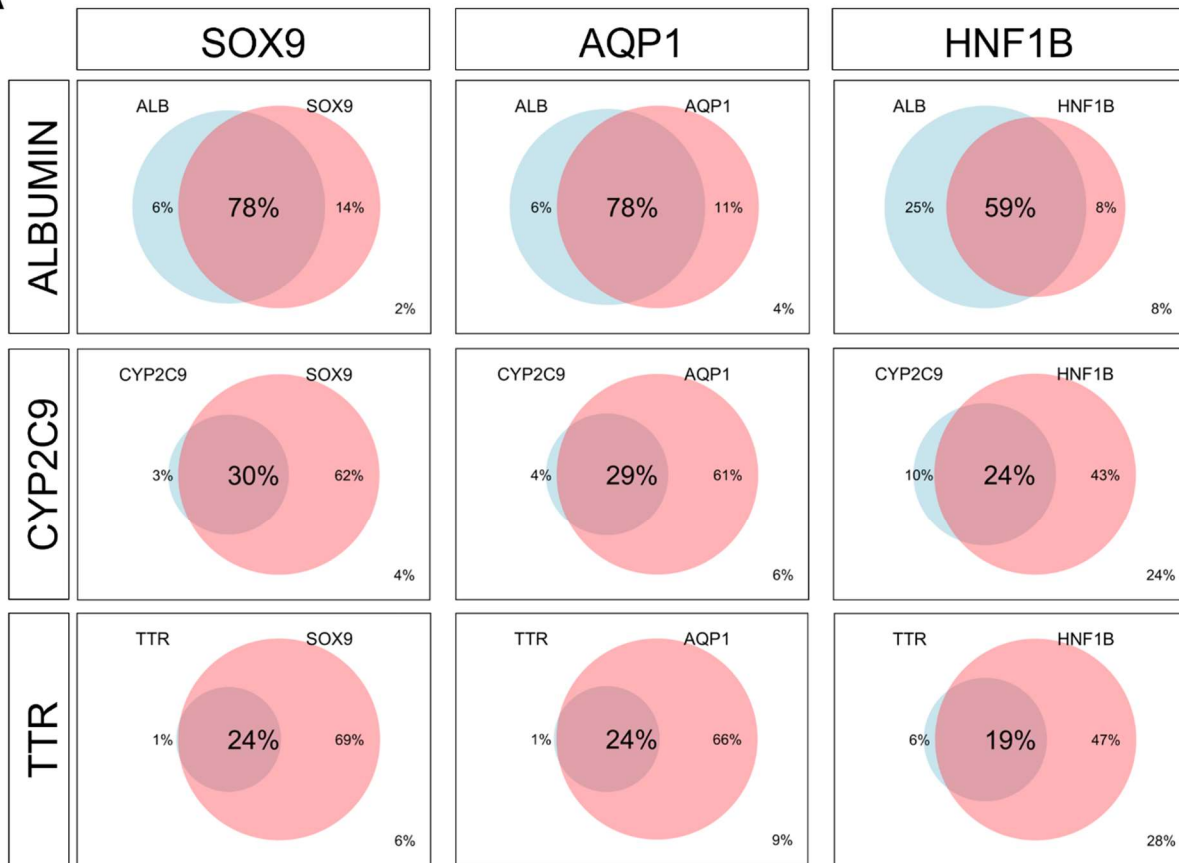 SOX9 AQP1 HNF1B
ALBUMIN
ALB SOX9
6% 78% 14%
2%
ALB AQP1
6% 78% 11%
4%
ALB HNF1B
25% 59% 8%
8%
CYP2C9
CYP2C9 SOX9
3% 30% 62%
4%
CYP2C9 AQP1
4% 29% 61%
6%
CYP2C9 HNF1B
10% 24% 43%
24%
TTR
TTR SOX9
1% 24% 69%
6%
TTR AQP1
1% 24% 66%
9%
TTR HNF1B
6% 19% 47%
28%